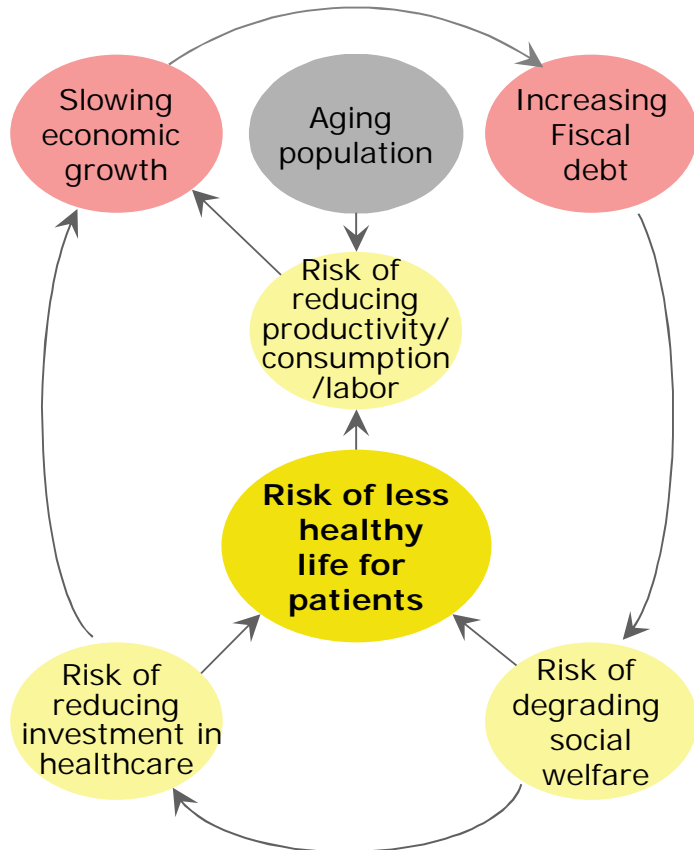 Slowing
economic
growth
Aging
population
Increasing
Fiscal
debt
Risk of
reducing
productivity/
consumption
/labor
Risk of less
healthy
life for
patients
Risk of
reducing
investment in
healthcare
Risk of
degrading
social
welfare